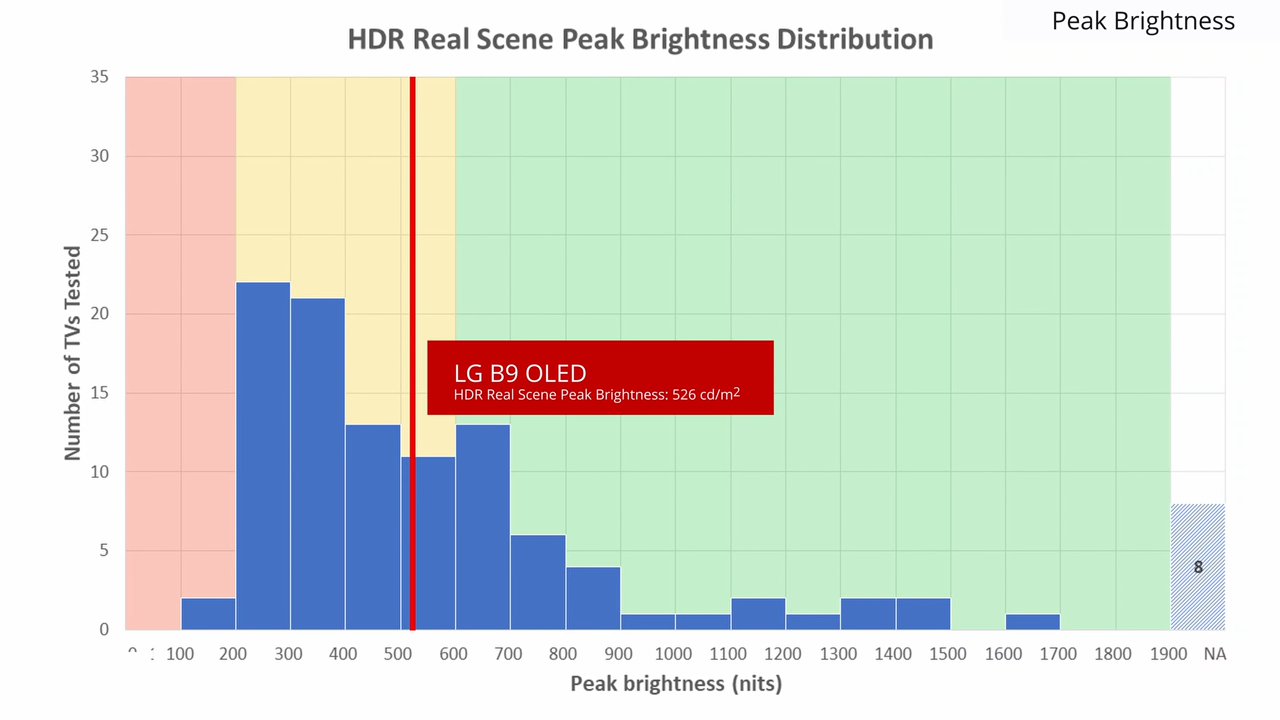 Peak Brightness
HDR Real Scene Peak Brightness Distribution
35
30
25
20
15
10
5
0
Number of TVs Tested
LG B9 OLED
HDR Real Scene Peak Brightness: 526 cd/m²
8
100 200 300 400 500 600 700 800 900 1000 1100 1200 1300 1400 1500 1600 1700 1800 1900 NA
Peak brightness (nits)